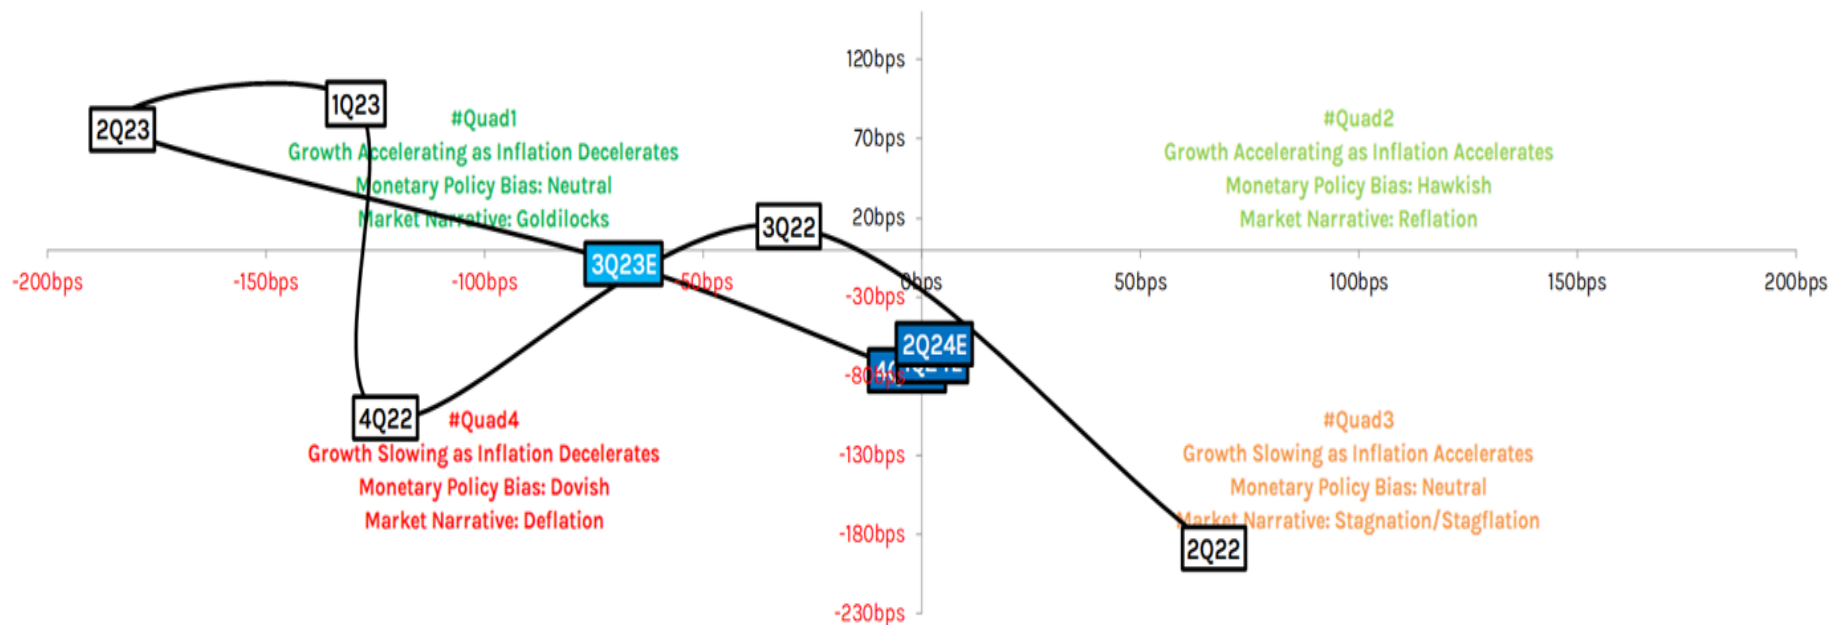 120bps
1Q23
2Q23
#Quad1
#Quad2
70bps
Growth Accelerating as Inflation Decelerates
Growth Accelerating as Inflation Accelerates
Monetary Policy Bias: Neutral
Monetary Policy Bias: Hawkish
Market Narrative: Goldilocks
3Q22
20bps
Market Narrative: Reflation
3Q23E
-200bps
-150bps
-100bps
-50bps
0bps
50bps
100bps
150bps
200bps
-30bps
2Q24E
-80bps
4Q22
#Quad4
#Quad3
Growth Slowing as Inflation Decelerates
-130bps
Growth Slowing as Inflation Accelerates
Monetary Policy Bias: Dovish
Monetary Policy Bias: Neutral
Market Narrative: Deflation
Market Narrative: Stagnation/Stagflation
-180bps
2Q22
-230bps